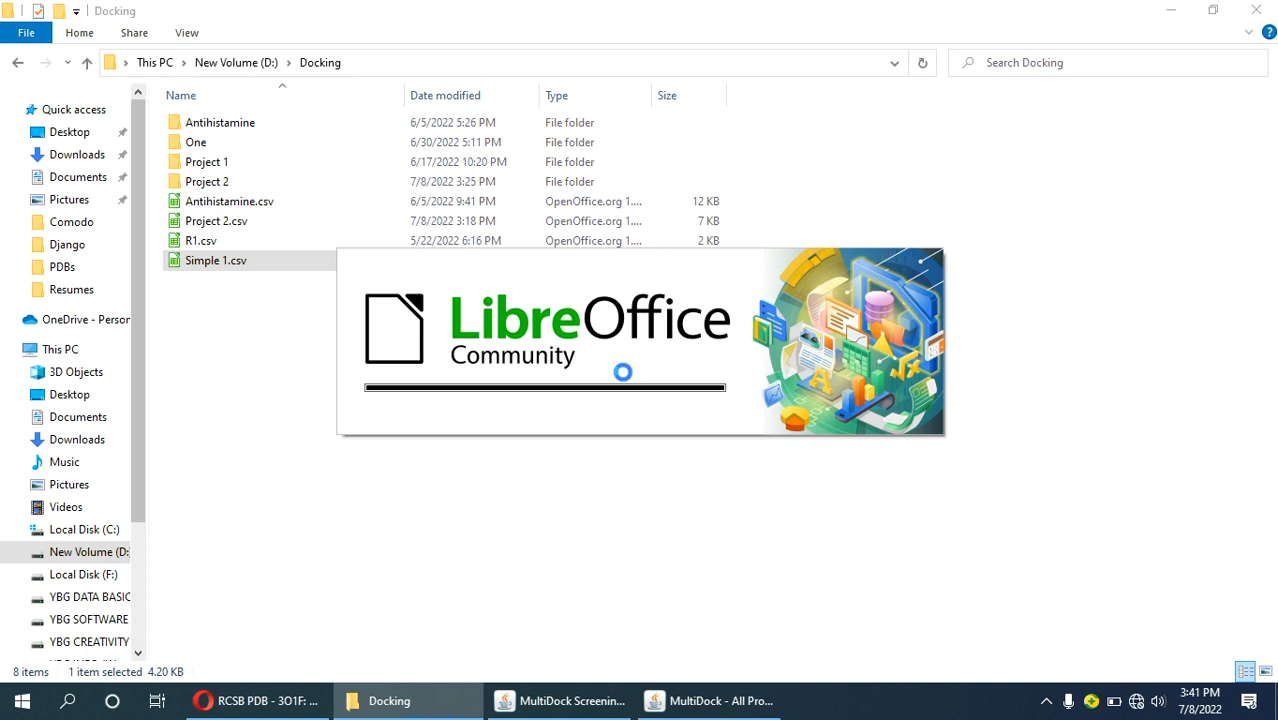 Docking
File
Home
Share
View
This PC
New Volume (D:)
Docking
Search Docking
Name
Date modified
Type
Size
Antihistamine
6/5/2022 5:26 PM
File folder
One
6/30/2022 5:11 PM
File folder
Project 1
6/17/2022 10:20 PM
File folder
Project 2
7/8/2022 3:25 PM
File folder
Antihistamine.csv
6/5/2022 9:41 PM
OpenOffice.org 1....
12 KB
Project 2.csv
7/8/2022 3:18 PM
OpenOffice.org 1....
7 KB
R1.csv
5/22/2022 6:16 PM
OpenOffice.org 1....
2 KB
Simple 1.csv
Quick access
Desktop
Downloads
Documents
Pictures
Comodo
Django
PDBs
Resumes
OneDrive - Person
This PC
3D Objects
Desktop
Documents
Downloads
Music
Pictures
Videos
Local Disk (C:)
New Volume (D:
Local Disk (F:)
YBG DATA BASIC
YBG SOFTWARE
YBG CREATIVITY
LibreOffice
Community
8 items
1 item selected 4.20 KB
RCSB PDB - 3O1F: ...
Docking
MultiDock Screenin...
MultiDock - All Pro...
3:41 PM
7/8/2022